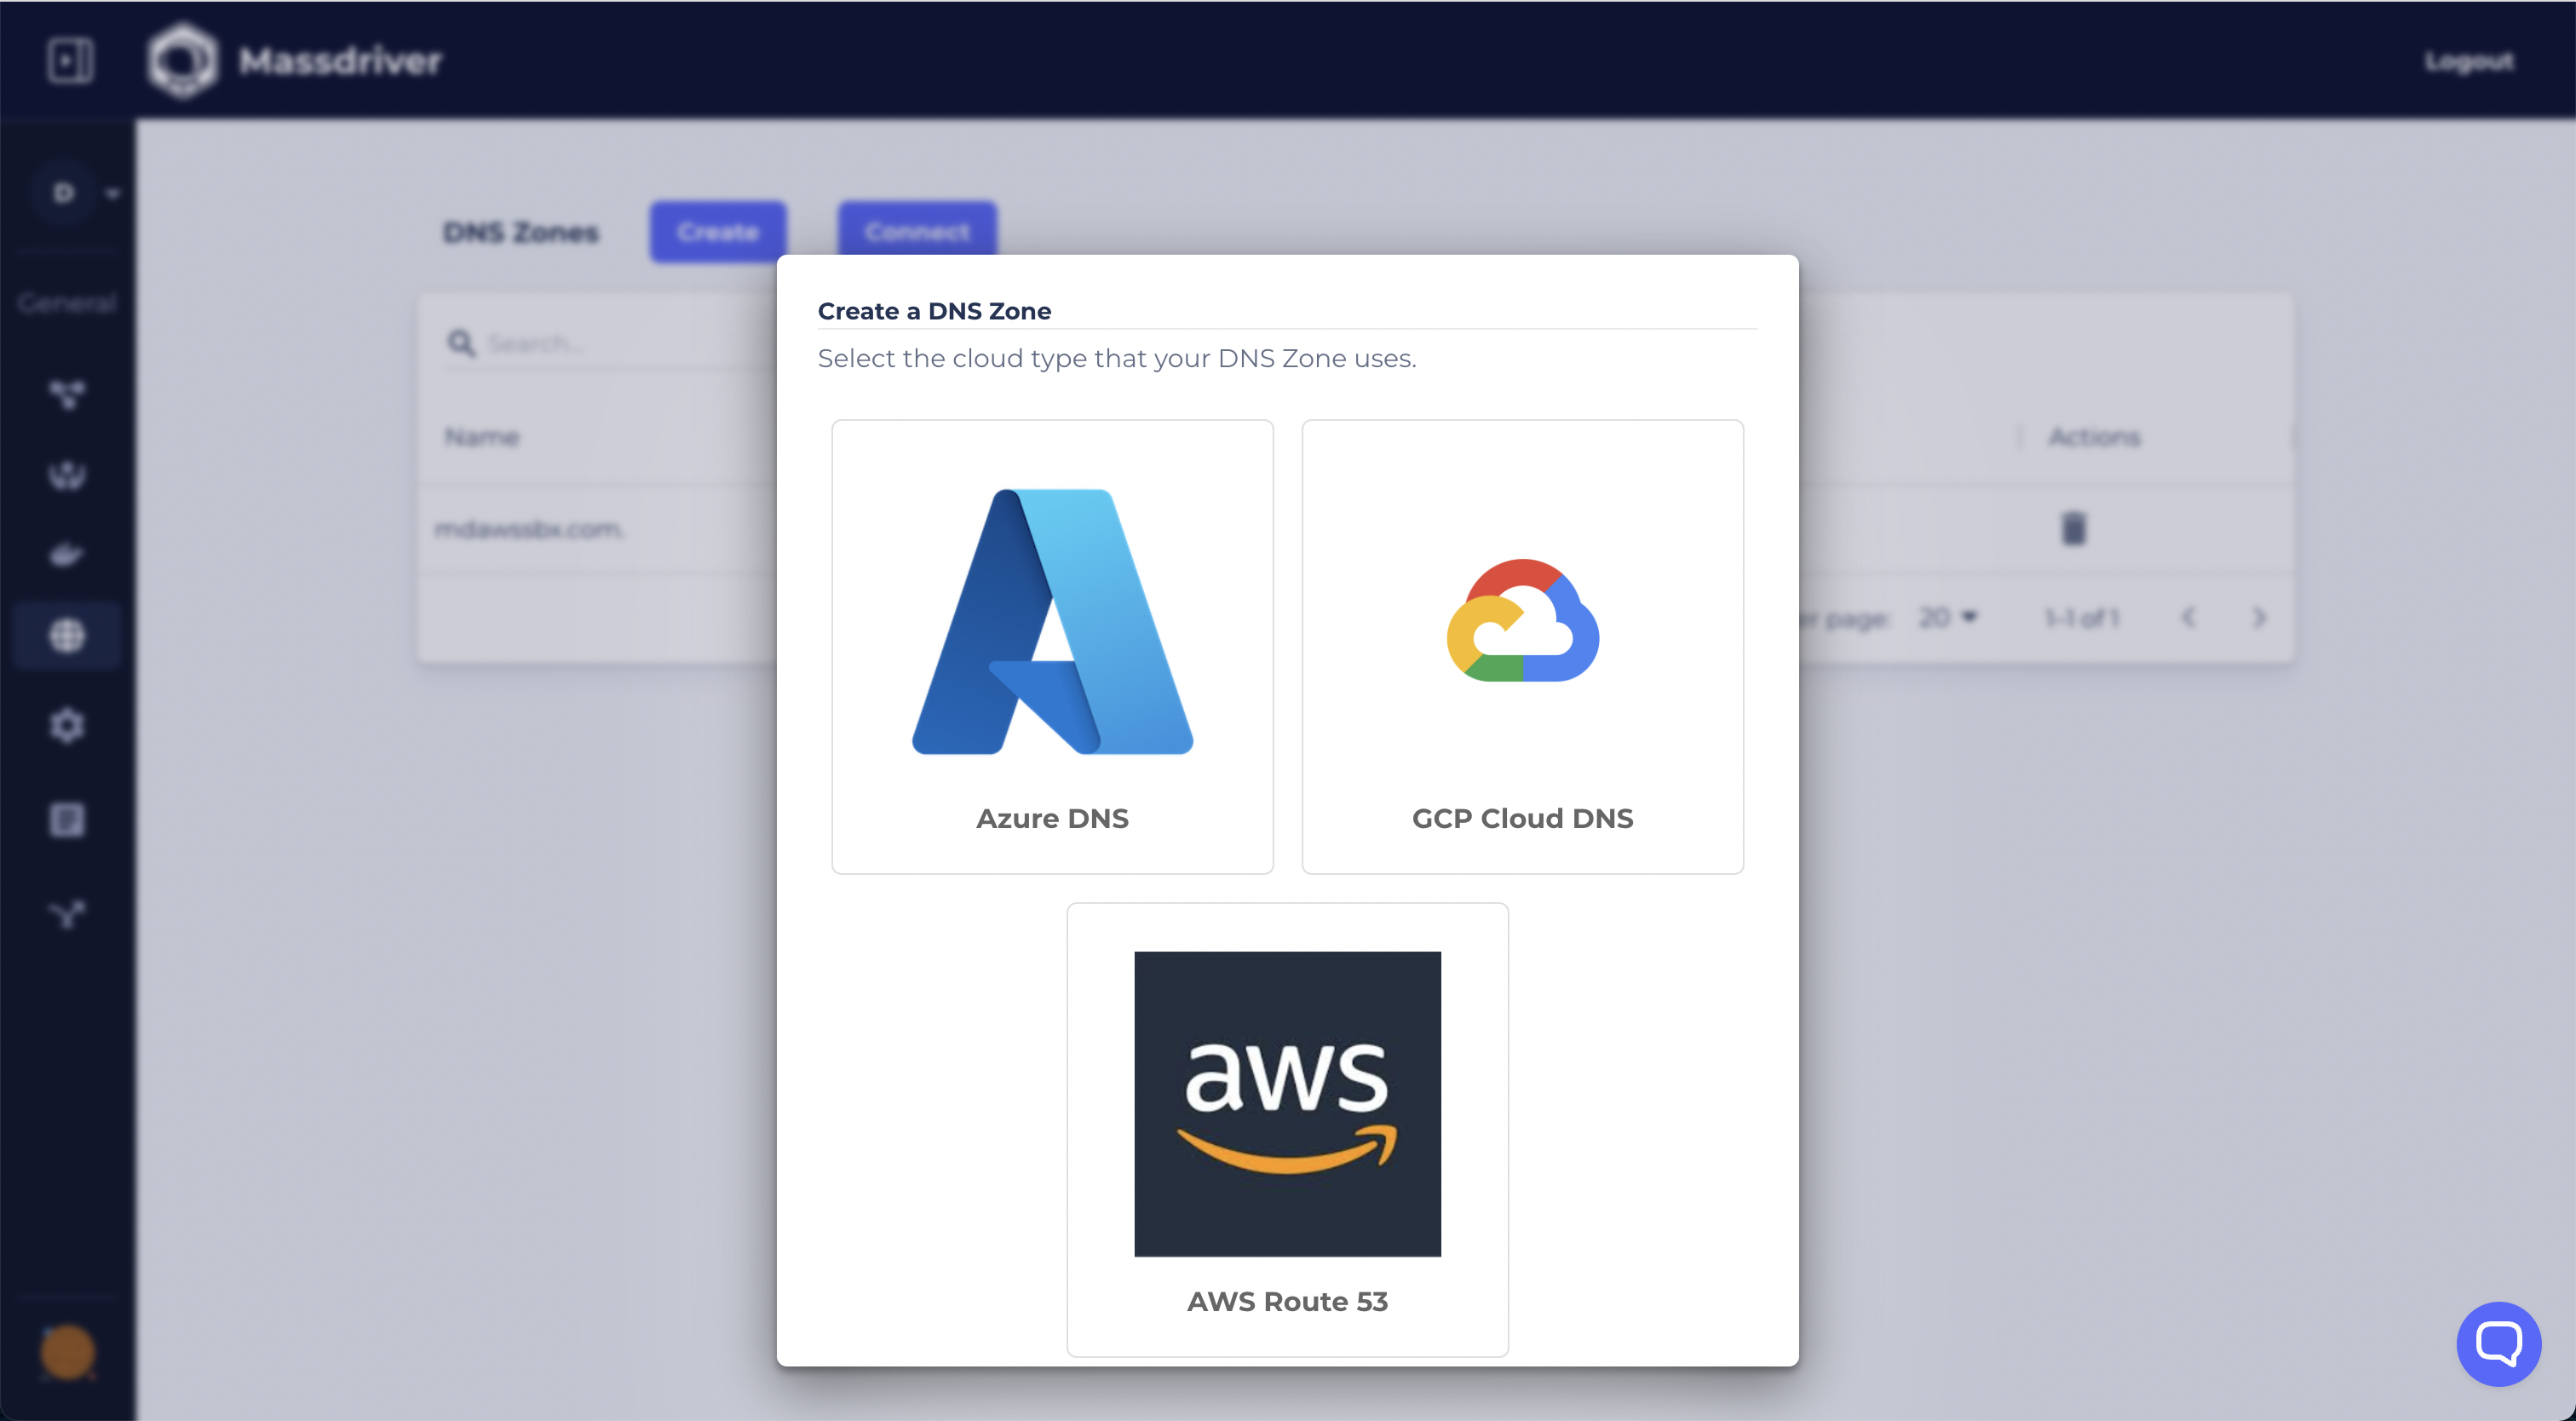 Massdriver
Logout
D
DNS Zones
Create
Connect
General
Search...
Name
Actions
mdawssbx.com.
er page:
20
1-1 of 1
Create a DNS Zone
Select the cloud type that your DNS Zone uses.
Azure DNS
GCP Cloud DNS
aws
AWS Route 53